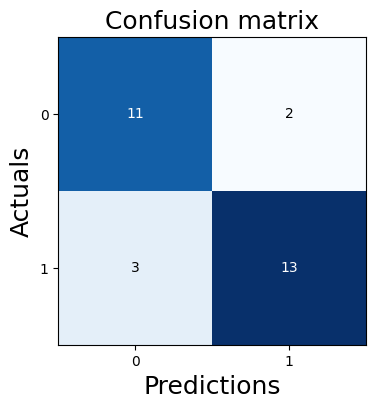 Confusion matrix
Actuals
0
11
2
1
3
13
0
1
Predictions